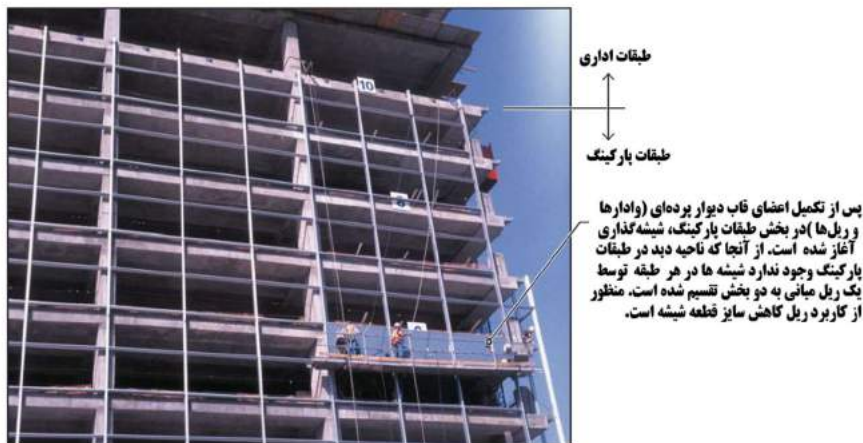 طبقات اداری
طبقات پارکینگ
پس از تکمیل اعضای قاب دیوار پرده‌ای (وادارها
و ریل‌ها )در بخش طبقات پارکینگ، شیشه‌گذاری
آغاز شده است. از آنجا که ناحیه دید در طبقات
پارکینگ وجود ندارد شیشه ها در هر طبقه توسط
یک ریل میانی به دو بخش تقسیم شده است. منظور
از کاربرد ریل کاهش سایز قطعه شیشه است.
10